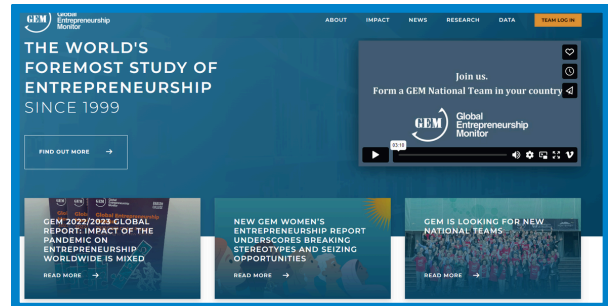 GEM
Global
Entrepreneurship
Monitor
ABOUT
IMPACT
NEWS
RESEARCH
DATA
TEAM LOG IN
THE WORLD'S
FOREMOST STUDY OF
ENTREPRENEURSHIP
SINCE 1999
FIND OUT MORE →
Join us.
Form a GEM National Team in your country
GEM
Global
Entrepreneurship
Monitor
03:10
GEM 2022/2023 GLOBAL
REPORT: IMPACT OF THE
PANDEMIC ON
ENTREPRENEURSHIP
WORLDWIDE IS MIXED
READ MORE →
NEW GEM WOMEN'S
ENTREPRENEURSHIP REPORT
UNDERSCORES BREAKING
STEREOTYPES AND SEIZING
OPPORTUNITIES
READ MORE →
GEM IS LOOKING FOR NEW
NATIONAL TEAMS
READ MORE →